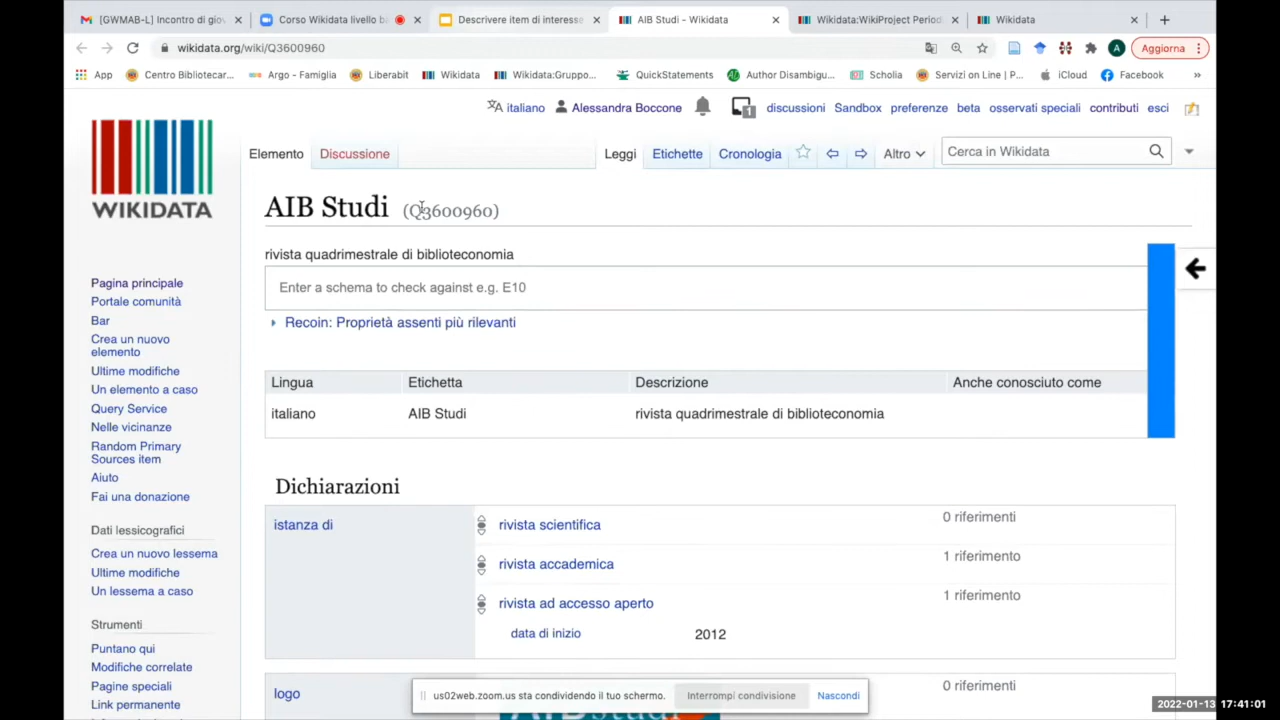 [GWMAB-L] Incontro di giov
Corso Wikidata livello b
Descrivere item di interesse
AIB Studi - Wikidata
Wikidata:WikiProject Period
Wikidata
wikidata.org/wiki/Q3600960
A
Aggiorna
App
Centro Bibliotecar...
Argo - Famiglia
Liberabit
Wikidata
Wikidata:Gruppo...
QuickStatements
Author Disambigu...
Scholia
Servizi on Line | P...
iCloud
Facebook
»
italiano
Alessandra Boccone
1
discussioni
Sandbox
preferenze
beta
osservati speciali
contributi
esci
WIKIDATA
Elemento
Discussione
Leggi
Etichette
Cronologia
Altro
Cerca in Wikidata
AIB Studi (Q3600960)
rivista quadrimestrale di biblioteconomia
Enter a schema to check against e.g. E10
Recoin: Proprietà assenti più rilevanti
Lingua Etichetta Descrizione Anche conosciuto come
italiano AIB Studi rivista quadrimestrale di biblioteconomia
Dichiarazioni
istanza di
rivista scientifica
0 riferimenti
rivista accademica
1 riferimento
rivista ad accesso aperto
1 riferimento
data di inizio 2012
logo
0 riferimenti
Pagina principale
Portale comunità
Bar
Crea un nuovo
elemento
Ultime modifiche
Un elemento a caso
Query Service
Nelle vicinanze
Random Primary
Sources item
Aiuto
Fai una donazione
Dati lessicografici
Crea un nuovo lessema
Ultime modifiche
Un lessema a caso
Strumenti
Puntano qui
Modifiche correlate
Pagine speciali
Link permanente
us02web.zoom.us sta condividendo il tuo schermo.
Interrompi condivisione
Nascondi
2022-01-13 17:41:01